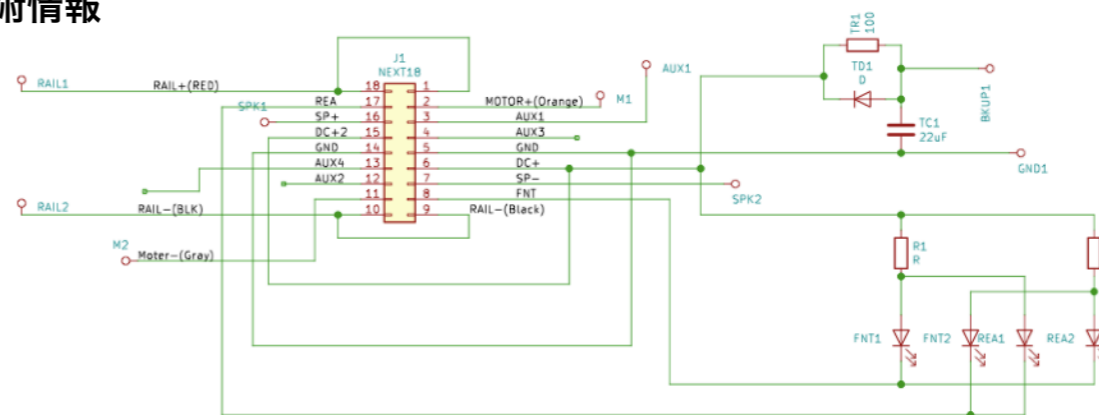 術情報
TR1
100
J1
NEXT18
TD1
D
AUX1
RAIL1
RAIL+(RED)
18
1
BKUP1
REA
17
2
MOTOR+(Orange)
M1
SPK1
SP+
16
3
AUX1
TC1
22uF
DC+2
15
4
AUX3
GND
14
5
GND
GND1
AUX4
13
6
DC+
AUX2
12
7
SP-
SPK2
11
8
FNT
RAIL2
RAIL-(BLK)
10
9
RAIL-(Black)
M2
Moter-(Gray)
R1
R
FNT1
FNT2
REA1
REA2